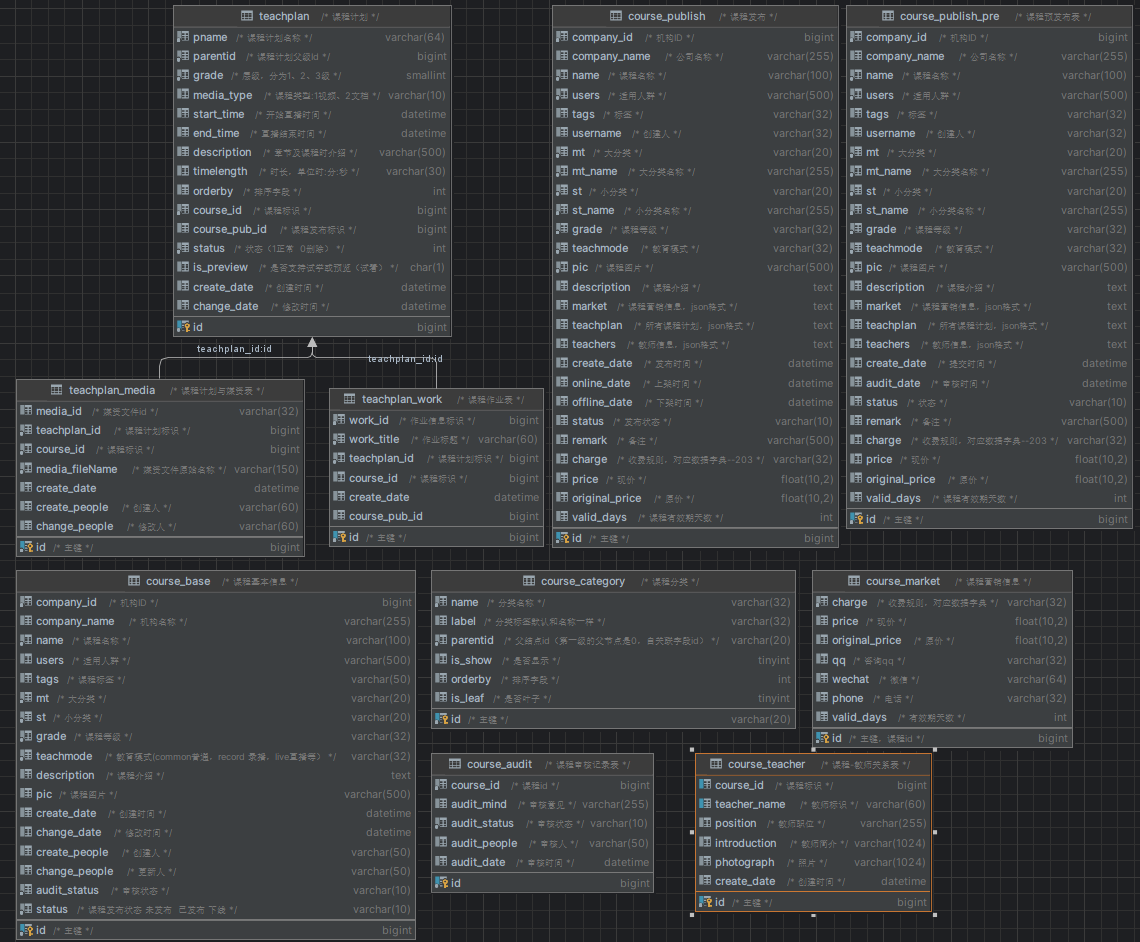 teachplan /* 课程计划 */
pname /* 课程计划名称 */ varchar(64)
parentid /* 课程计划父级Id */ bigint
grade /* 层级，分为1、2、3级 */ smallint
media_type /* 课程类型:1视频、2文档 */ varchar(10)
start_time /* 开始直播时间 */ datetime
end_time /* 直播结束时间 */ datetime
description /* 章节及课程时介绍 */ varchar(500)
timelength /* 时长，单位时:分:秒 */ varchar(30)
orderby /* 排序字段 */ int
course_id /* 课程标识 */ bigint
course_pub_id /* 课程发布标识 */ bigint
status /* 状态（1正常 0删除） */ int
is_preview /* 是否支持试学或预览（试看） */ char(1)
create_date /* 创建时间 */ datetime
change_date /* 修改时间 */ datetime
id bigint
course_publish /* 课程发布 */
company_id /* 机构ID */ bigint
company_name /* 公司名称 */ varchar(255)
name /* 课程名称 */ varchar(100)
users /* 适用人群 */ varchar(500)
tags /* 标签 */ varchar(32)
username /* 创建人 */ varchar(32)
mt /* 大分类 */ varchar(20)
mt_name /* 大分类名称 */ varchar(255)
st /* 小分类 */ varchar(20)
st_name /* 小分类名称 */ varchar(255)
grade /* 课程等级 */ varchar(32)
teachmode /* 教育模式 */ varchar(32)
pic /* 课程图片 */ varchar(500)
description /* 课程介绍 */ text
market /* 课程营销信息，json格式 */ text
teachplan /* 所有课程计划，json格式 */ text
teachers /* 教师信息，json格式 */ text
create_date /* 发布时间 */ datetime
online_date /* 上架时间 */ datetime
offline_date /* 下架时间 */ datetime
status /* 发布状态 */ varchar(10)
remark /* 备注 */ varchar(500)
charge /* 收费规则，对应数据字典--203 */ varchar(32)
price /* 现价 */ float(10,2)
original_price /* 原价 */ float(10,2)
valid_days /* 课程有效期天数 */ int
id /* 主键 */ bigint
course_publish_pre /* 课程预发布表 */
company_id /* 机构ID */ bigint
company_name /* 公司名称 */ varchar(255)
name /* 课程名称 */ varchar(100)
users /* 适用人群 */ varchar(500)
tags /* 标签 */ varchar(32)
username /* 创建人 */ varchar(32)
mt /* 大分类 */ varchar(20)
mt_name /* 大分类名称 */ varchar(255)
st /* 小分类 */ varchar(20)
st_name /* 小分类名称 */ varchar(255)
grade /* 课程等级 */ varchar(32)
teachmode /* 教育模式 */ varchar(32)
pic /* 课程图片 */ varchar(500)
description /* 课程介绍 */ text
market /* 课程营销信息，json格式 */ text
teachplan /* 所有课程计划，json格式 */ text
teachers /* 教师信息，json格式 */ text
create_date /* 提交时间 */ datetime
audit_date /* 审核时间 */ datetime
status /* 状态 */ varchar(10)
remark /* 备注 */ varchar(500)
charge /* 收费规则，对应数据字典--203 */ varchar(32)
price /* 现价 */ float(10,2)
original_price /* 原价 */ float(10,2)
valid_days /* 课程有效期天数 */ int
id /* 主键 */ bigint
teachplan_id:id
teachplan_id:id
teachplan_media /* 课程计划与媒资表 */
media_id /* 媒资文件id */ varchar(32)
teachplan_id /* 课程计划标识 */ bigint
course_id /* 课程标识 */ bigint
media_fileName /* 媒资文件原始名称 */ varchar(150)
create_date datetime
create_people /* 创建人 */ varchar(60)
change_people /* 修改人 */ varchar(60)
id /* 主键 */ bigint
teachplan_work /* 课程作业表 */
work_id /* 作业信息标识 */ bigint
work_title /* 作业标题 */ varchar(60)
teachplan_id /* 课程计划标识 */ bigint
course_id /* 课程标识 */ bigint
create_date datetime
course_pub_id bigint
id /* 主键 */ bigint
course_base /* 课程基本信息 */
company_id /* 机构ID */ bigint
company_name /* 机构名称 */ varchar(255)
name /* 课程名称 */ varchar(100)
users /* 适用人群 */ varchar(500)
tags /* 课程标签 */ varchar(50)
mt /* 大分类 */ varchar(20)
st /* 小分类 */ varchar(20)
grade /* 课程等级 */ varchar(32)
teachmode /* 教育模式(common普通，record 录播，live直播等） */ varchar(32)
description /* 课程介绍 */ text
pic /* 课程图片 */ varchar(500)
create_date /* 创建时间 */ datetime
change_date /* 修改时间 */ datetime
create_people /* 创建人 */ varchar(50)
change_people /* 更新人 */ varchar(50)
audit_status /* 审核状态 */ varchar(10)
status /* 课程发布状态 未发布 已发布 下线 */ varchar(10)
id /* 主键 */ bigint
course_category /* 课程分类 */
name /* 分类名称 */ varchar(32)
label /* 分类标签默认和名称一样 */ varchar(32)
parentid /* 父结点id（第一级的父节点是0，自关联字段id） */ varchar(20)
is_show /* 是否显示 */ tinyint
orderby /* 排序字段 */ int
is_leaf /* 是否叶子 */ tinyint
id /* 主键 */ varchar(20)
course_market /* 课程营销信息 */
charge /* 收费规则，对应数据字典 */ varchar(32)
price /* 现价 */ float(10,2)
original_price /* 原价 */ float(10,2)
qq /* 咨询qq */ varchar(32)
wechat /* 微信 */ varchar(64)
phone /* 电话 */ varchar(32)
valid_days /* 有效期天数 */ int
id /* 主键，课程id */ bigint
course_audit /* 课程审核记录表 */
course_id /* 课程id */ bigint
audit_mind /* 审核意见 */ varchar(255)
audit_status /* 审核状态 */ varchar(10)
audit_people /* 审核人 */ varchar(50)
audit_date /* 审核时间 */ datetime
id bigint
course_teacher /* 课程-教师关系表 */
course_id /* 课程标识 */ bigint
teacher_name /* 教师标识 */ varchar(60)
position /* 教师职位 */ varchar(255)
introduction /* 教师简介 */ varchar(1024)
photograph /* 照片 */ varchar(1024)
create_date /* 创建时间 */ datetime
id /* 主键 */ bigint